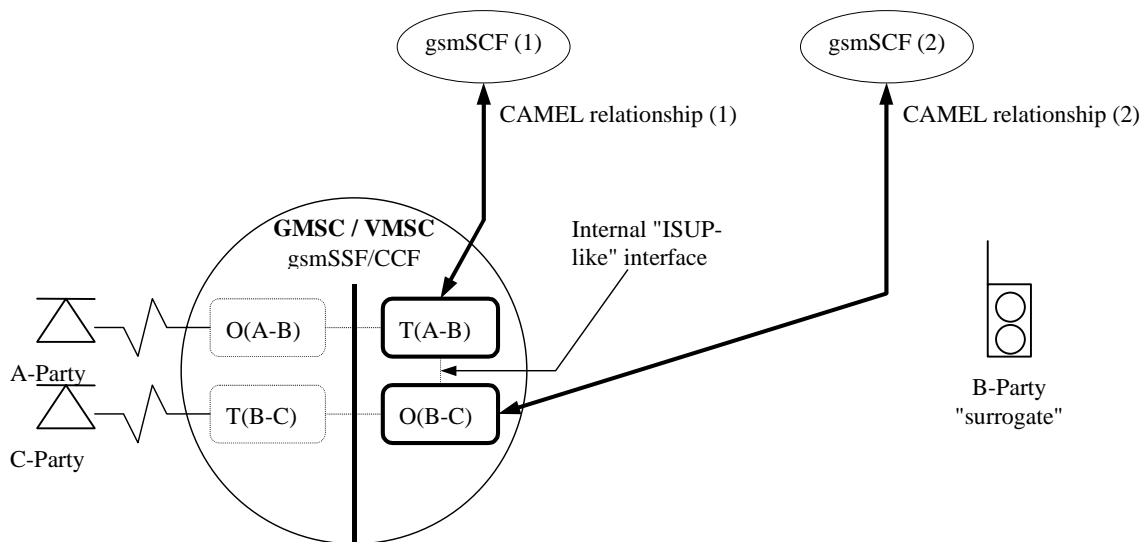 gsmSCF (1)
gsmSCF (2)
CAMEL relationship (1)
CAMEL relationship (2)
GMSC / VMSC
gsmSSF/CCF
Internal "ISUP-
like" interface
O(A-B)
T(A-B)
A-Party
T(B-C)
O(B-C)
C-Party
B-Party
"surrogate"